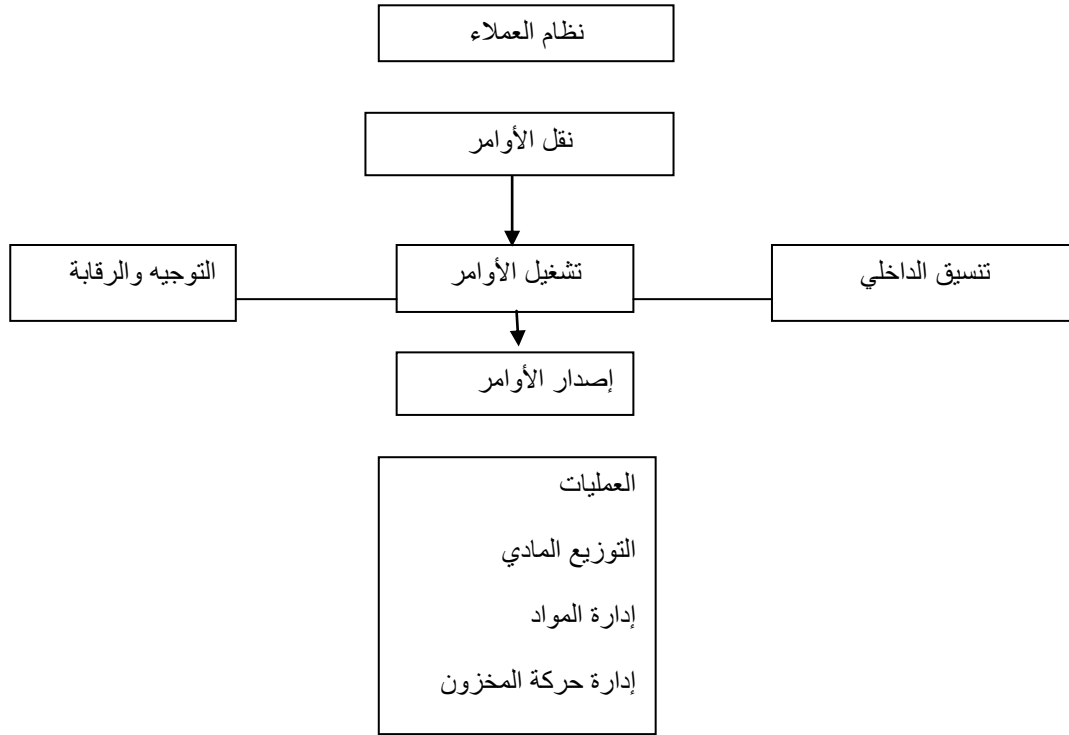 نظام العملاء
نقل الأوامر
تنسيق الداخلي
تشغيل الأوامر
التوجيه والرقابة
إصدار الأوامر
العمليات
التوزيع المادي
إدارة المواد
إدارة حركة المخزون